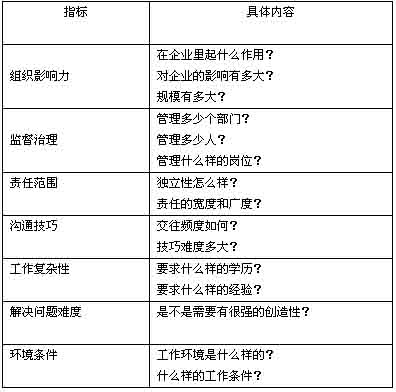 指标 具体内容
在企业里起什么作用？
组织影响力 对企业的影响有多大？
规模有多大？
管理多少个部门？
监督治理 管理多少人？
管理什么样的岗位？
责任范围 独立性怎么样？
责任的宽度和广度？
沟通技巧 交往频度如何？
技巧难度多大？
工作复杂性 要求什么样的学历？
要求什么样的经验？
解决问题难度 是不是需要有很强的创造性？
环境条件 工作环境是什么样的？
什么样的工作条件？